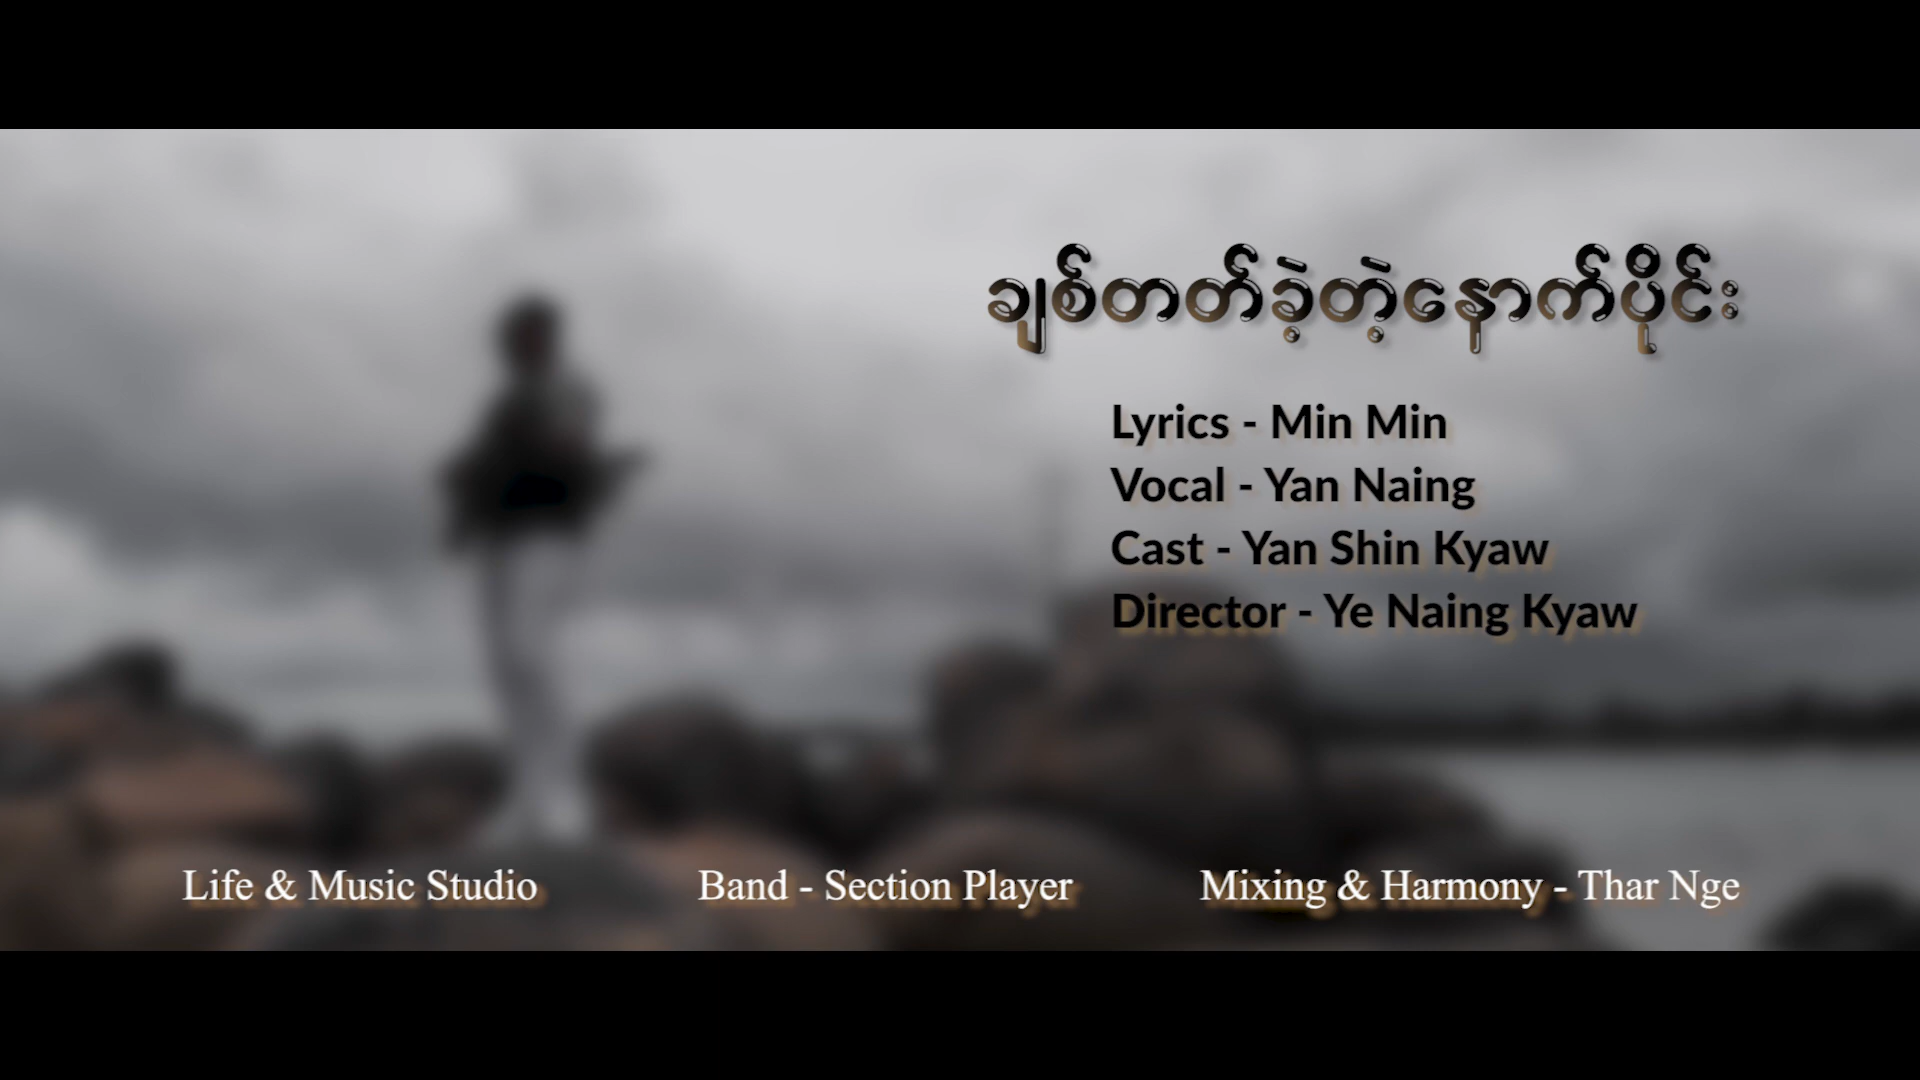 ချစ်တတ်ခဲ့တဲ့နောက်ပိုင်း
Lyrics - Min Min
Vocal - Yan Naing
Cast - Yan Shin Kyaw
Director - Ye Naing Kyaw
Life & Music Studio
Band - Section Player
Mixing & Harmony - Thar Nge